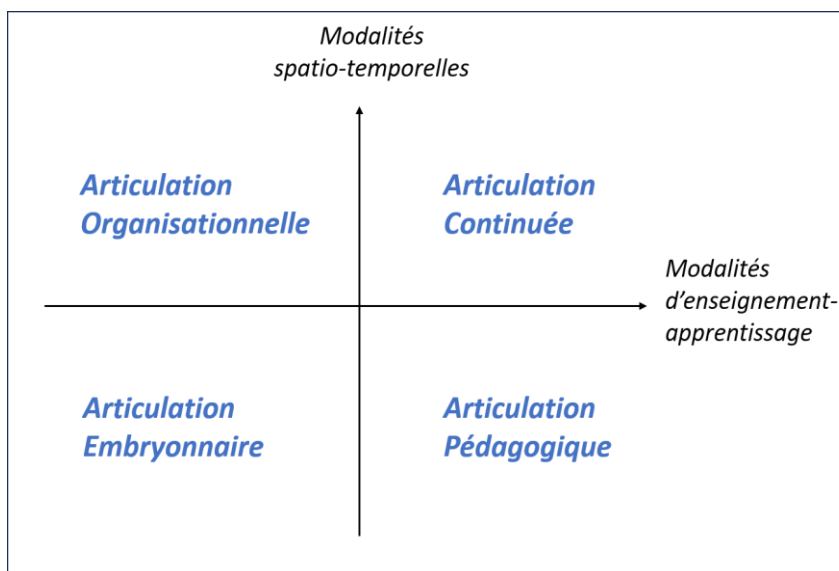 Modalités
spatio-temporelles
Articulation
Organisationnelle
Articulation
Continuée
Modalités
d'enseignement-
apprentissage
Articulation
Embryonnaire
Articulation
Pédagogique